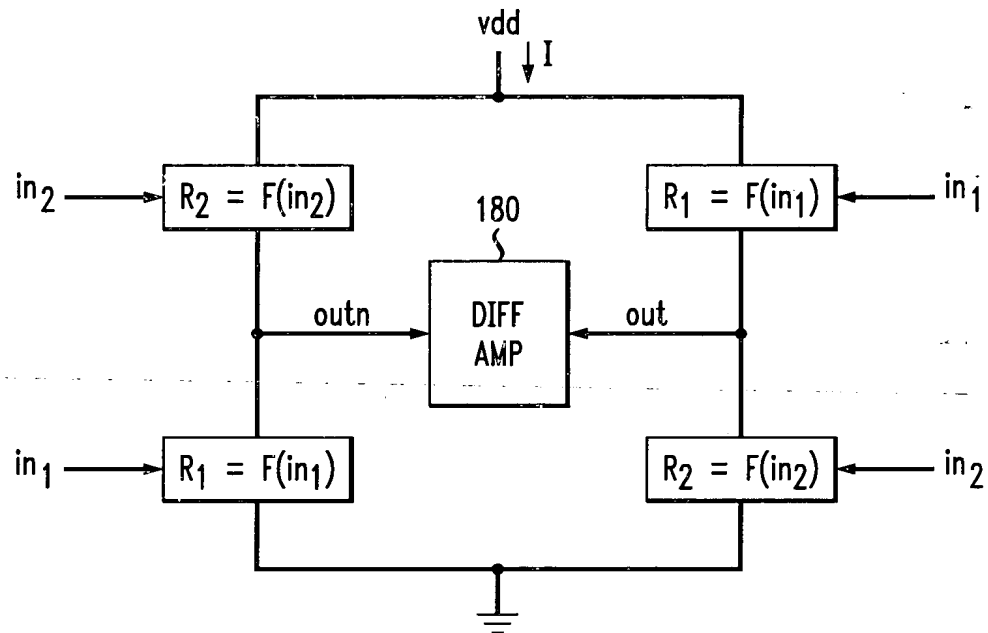 vdd
I
in2
R2 = F(in2)
R1 = F(in1)
in1
180
outn
DIFF
AMP
out
in1
R1 = F(in1)
R2 = F(in2)
in2